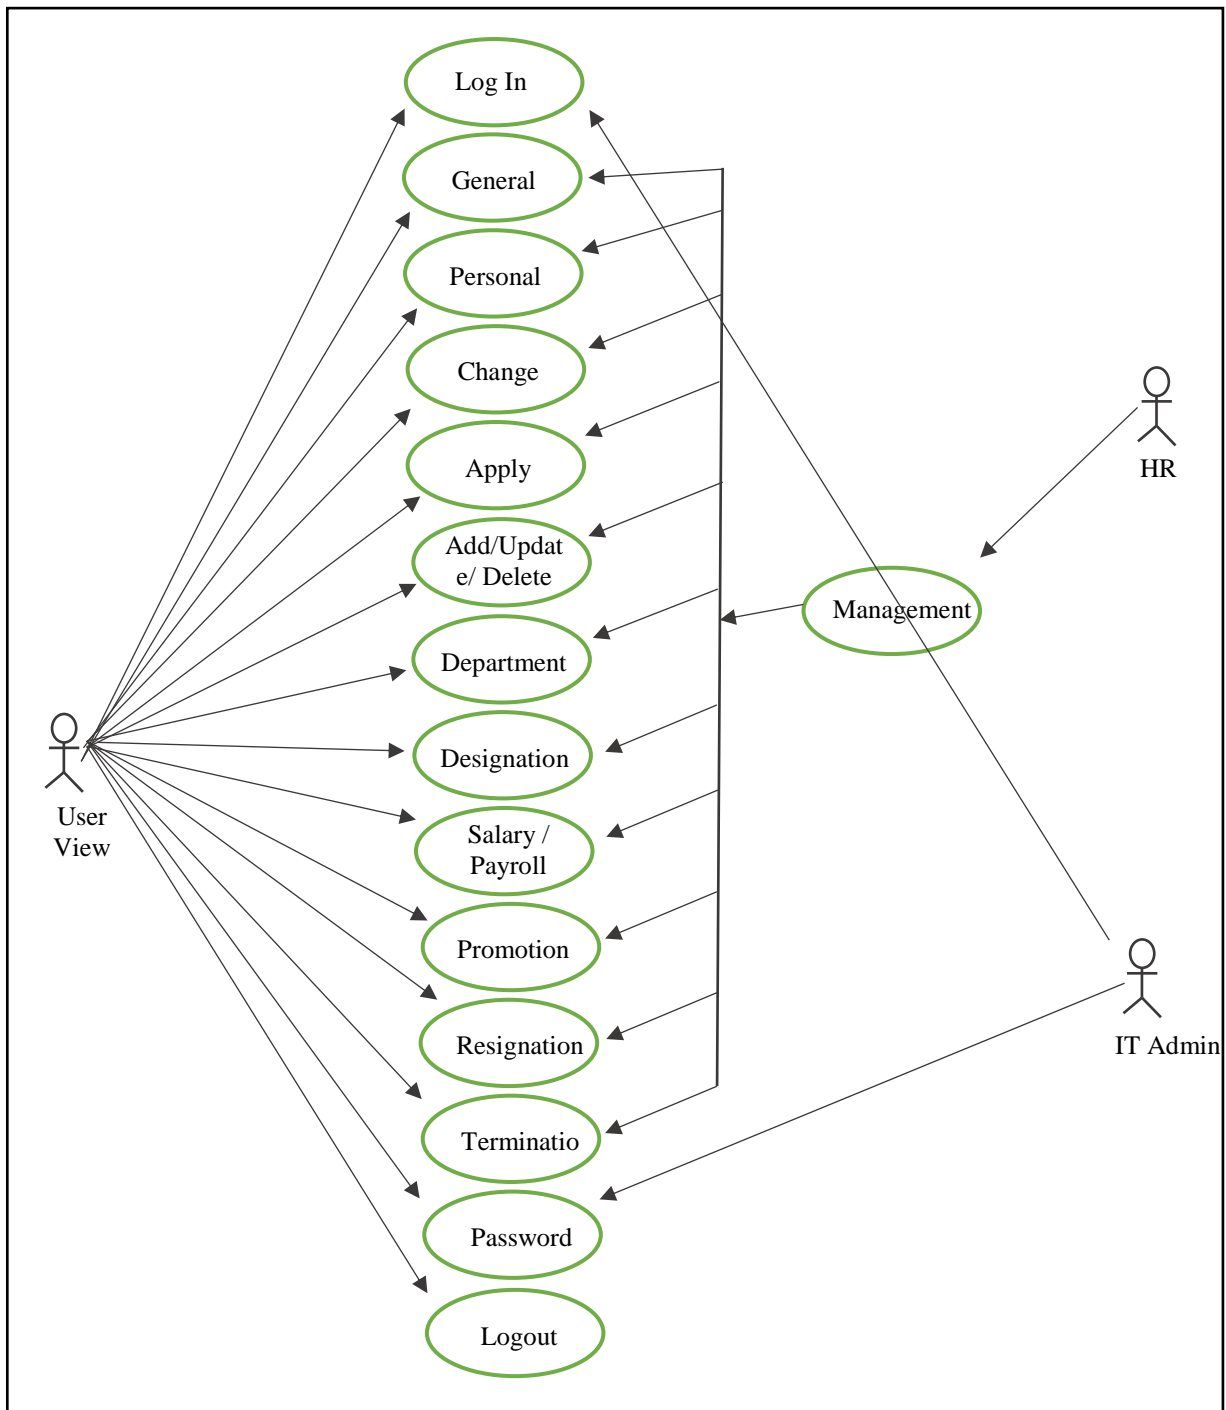 Log In
General
Personal
Change
Apply
Add/Updat
e/ Delete
Department
Designation
Salary /
Payroll
Promotion
Resignation
Terminatio
Password
Logout
User
View
Management
HR
IT Admin